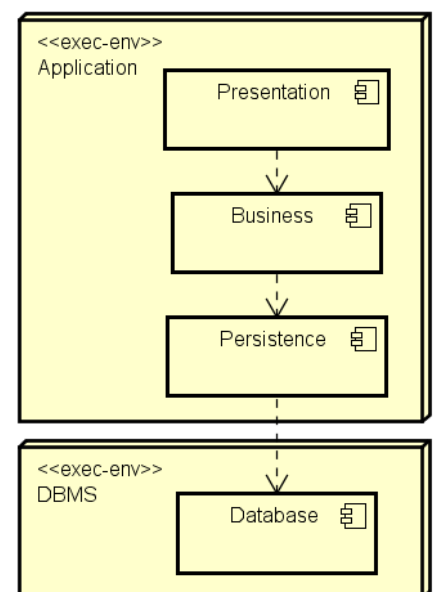 <<exec-env>>
Application
Presentation
Business
Persistence
<<exec-env>>
DBMS
Database